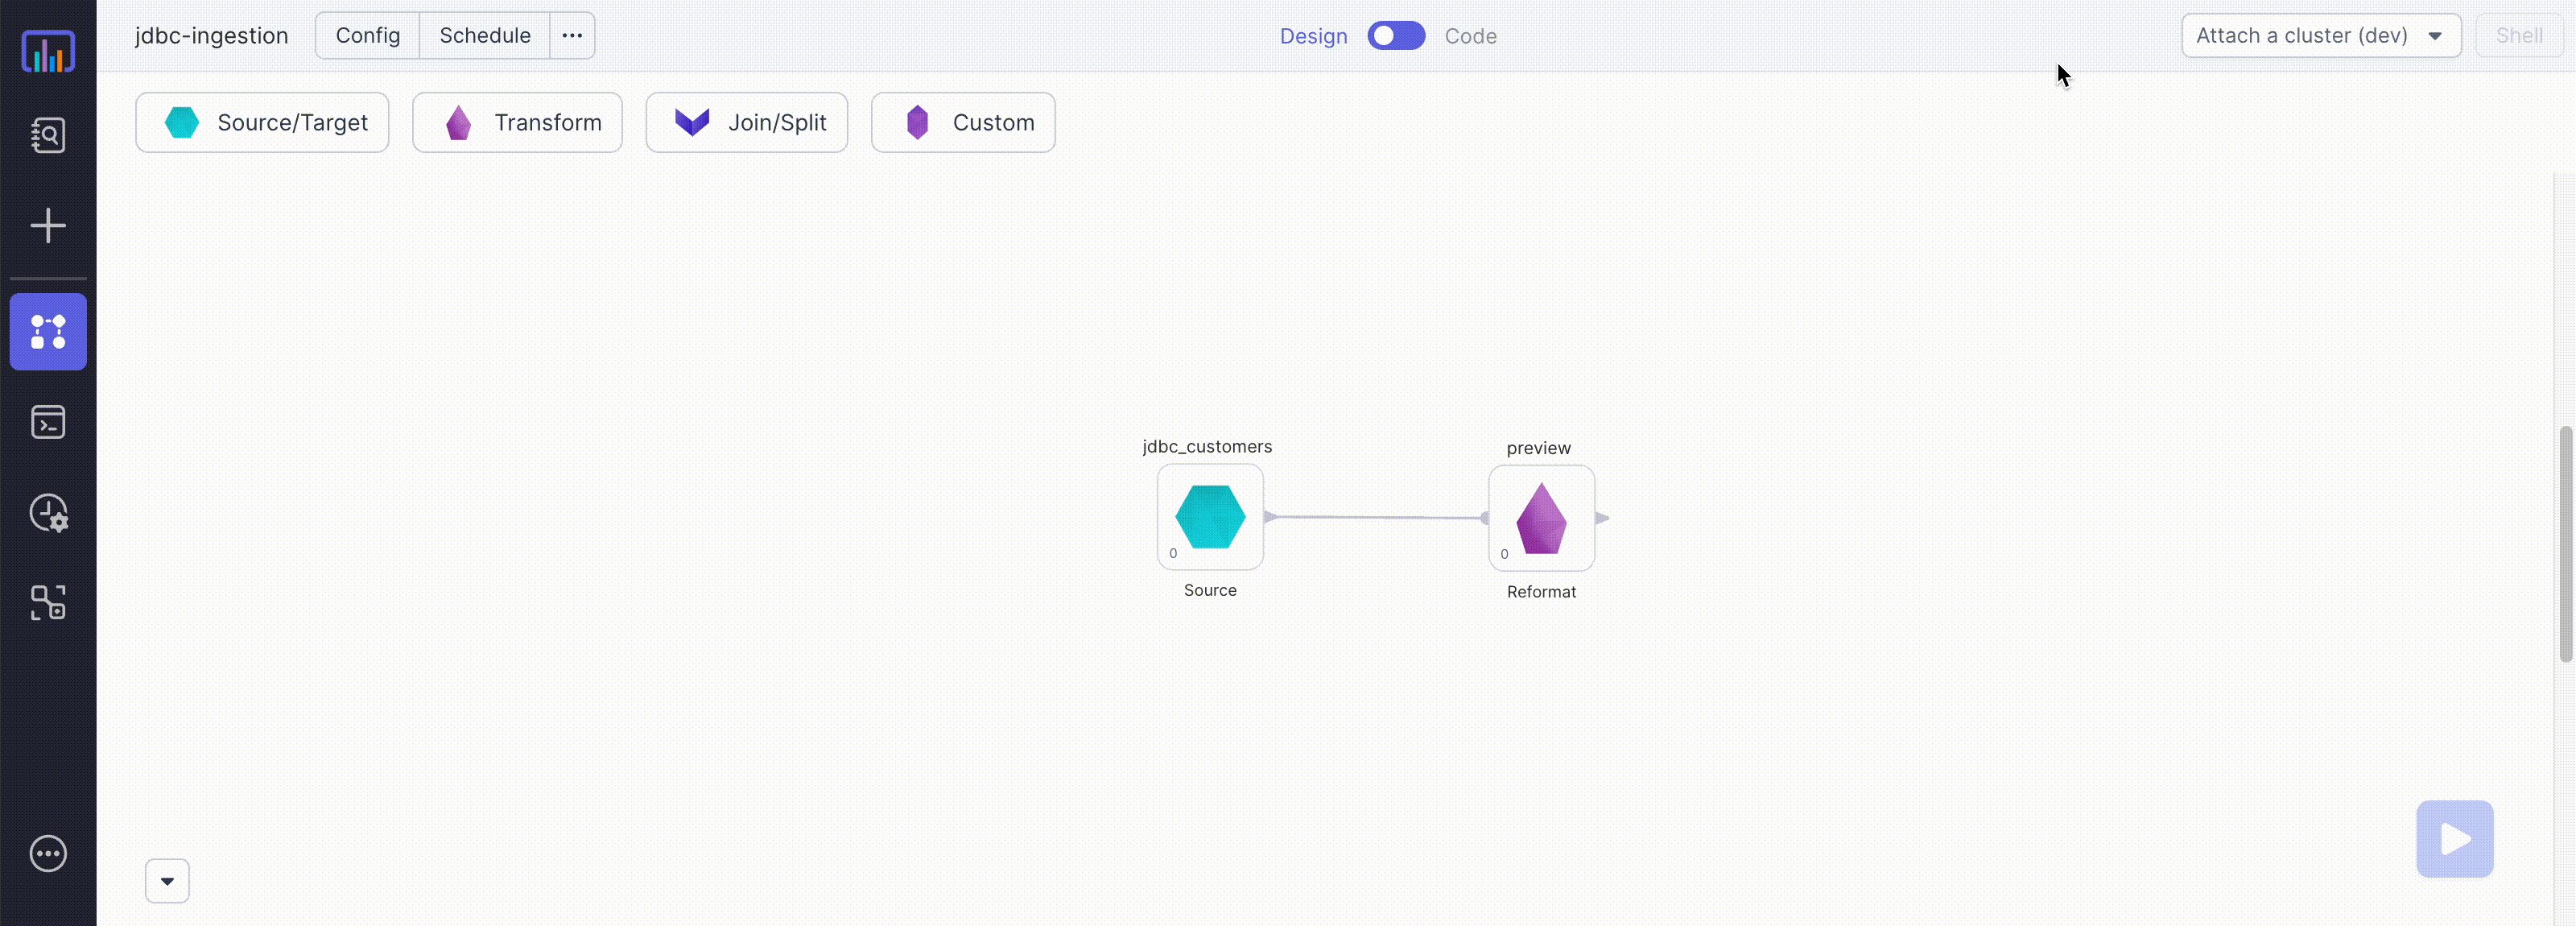 jdbc-ingestion Config Schedule ••• Design Code Attach a cluster (dev) Shell
Source/Target Transform Join/Split Custom
jdbc_customers preview
0 0
Source Reformat